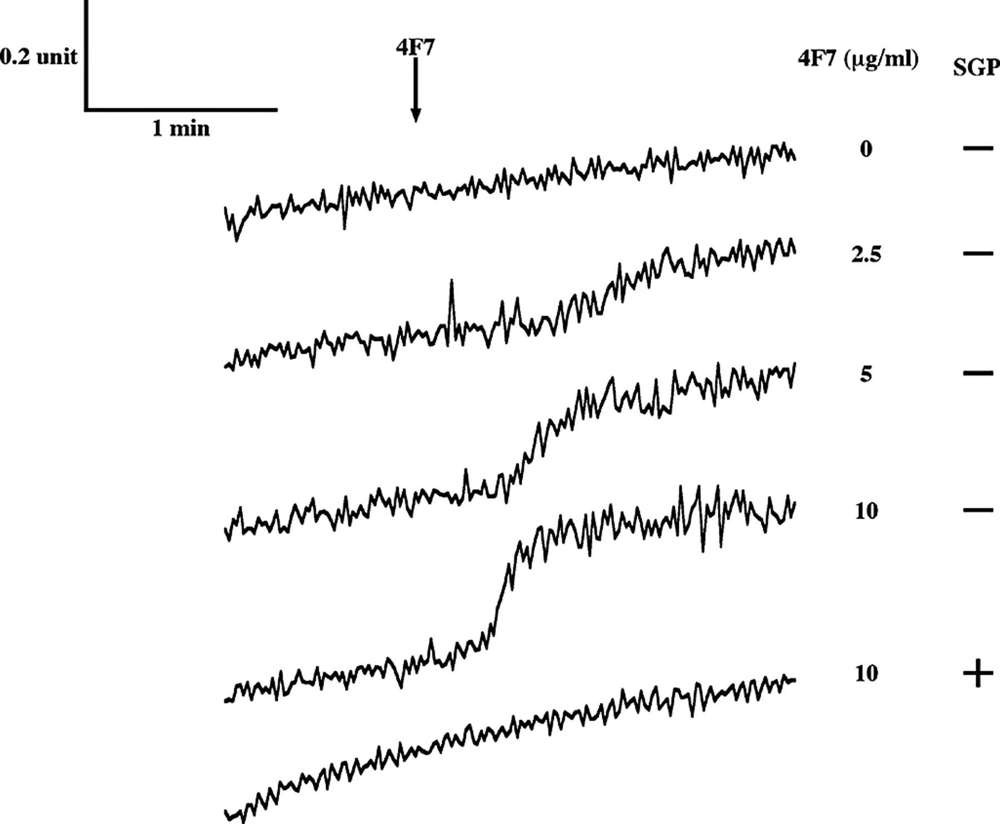 0.2 unit
1 min
4F7
4F7 (μg/ml) SGP
0 —
2.5 —
5 —
10 —
10 +